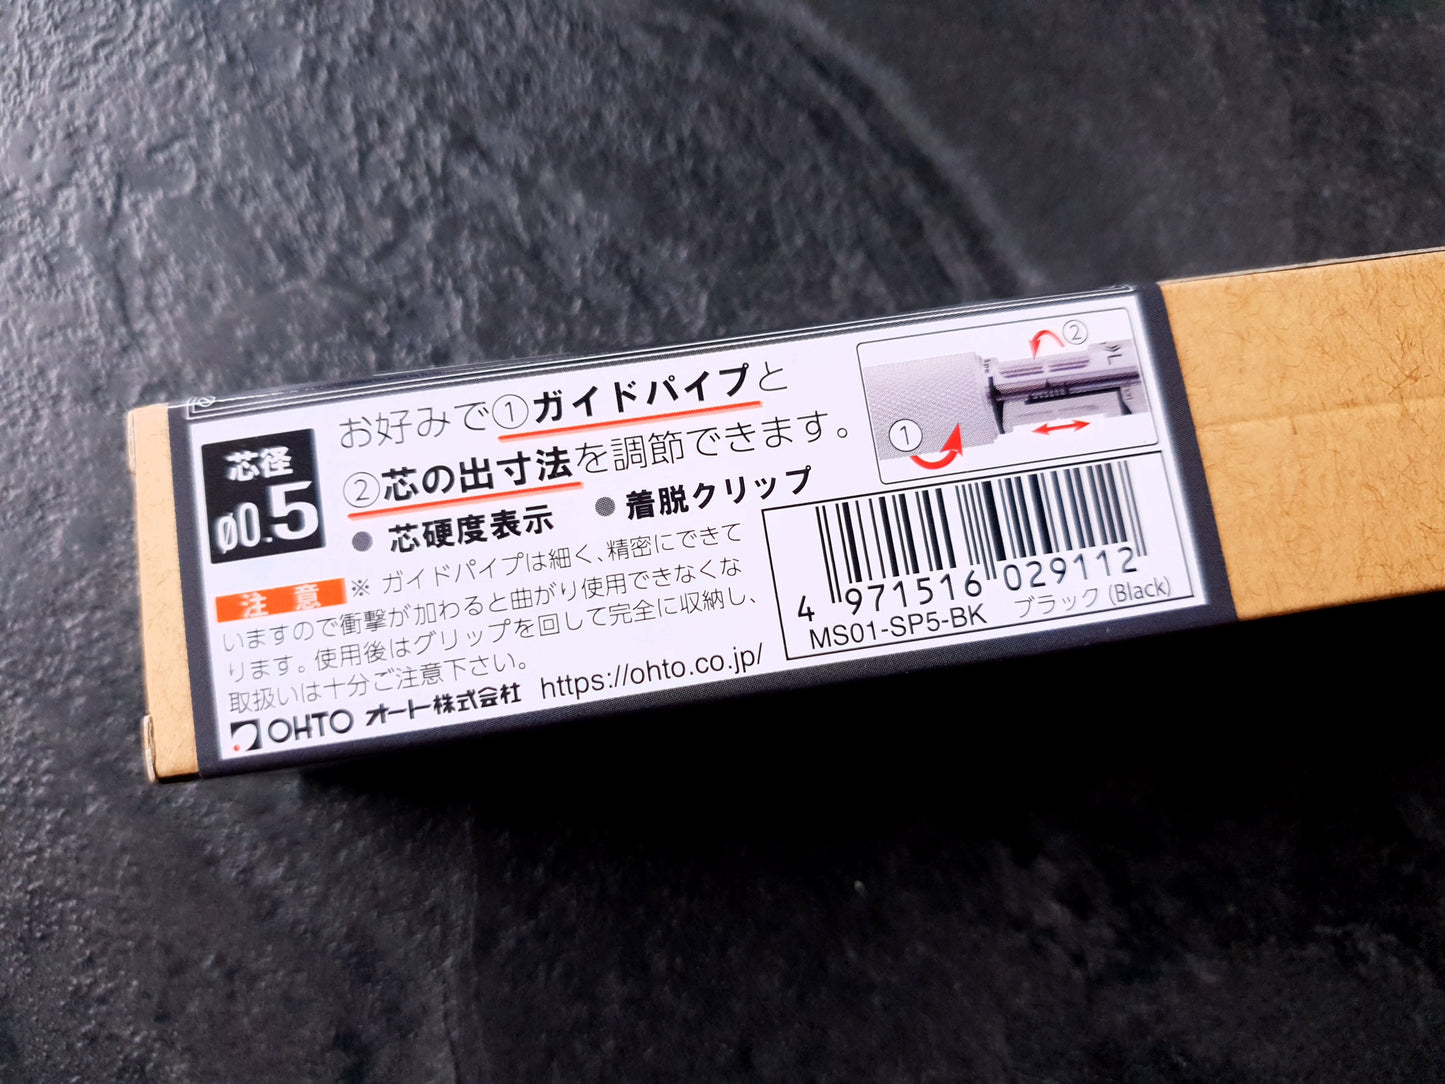 芯径
ø0.5
お好みで①ガイドパイプと
②芯の出寸法を調節できます。
● 芯硬度表示 ● 着脱クリップ
注意 ※ ガイドパイプは細く、精密にできて
いますので衝撃が加わると曲がり使用できなくな
ります。使用後はグリップを回して完全に収納し、
取扱いは十分ご注意下さい。
OHTO オート株式会社 https://ohto.co.jp/
①
②
4 971516 029112
MS01-SP5-BK ブラック (Black)